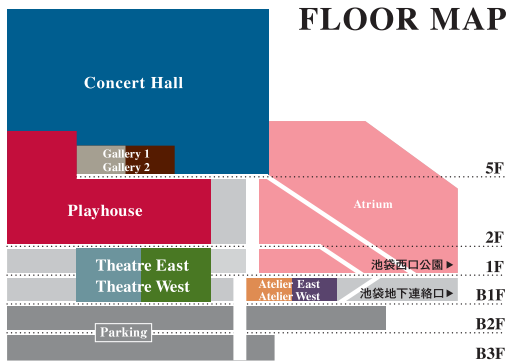 FLOOR MAP
Concert Hall
Gallery 1
Gallery 2
5F
Playhouse
Atrium
2F
Theatre East
Theatre West
池袋西口公園▶
1F
Atelier East
Atelier West
池袋地下連絡口▶
B1F
Parking
B2F
B3F